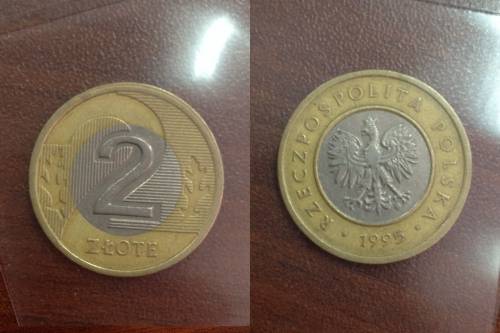 2
ZŁOTE
RZECZPOSPOLITA POLSKA
1995